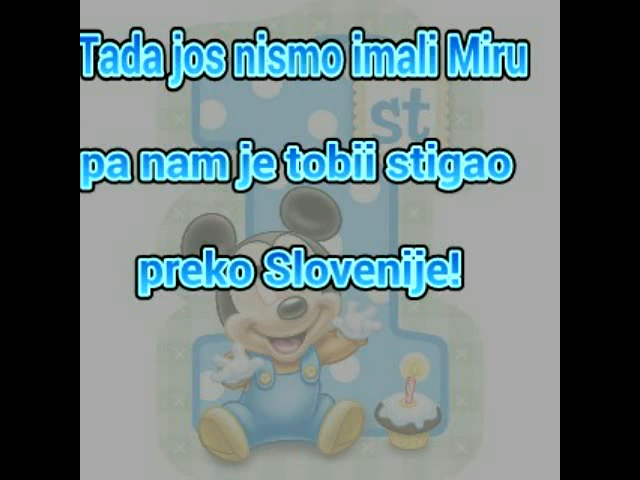 Tada jos nismo imali Miru
st
pa nam je tobii stigao
preko Slovenije!